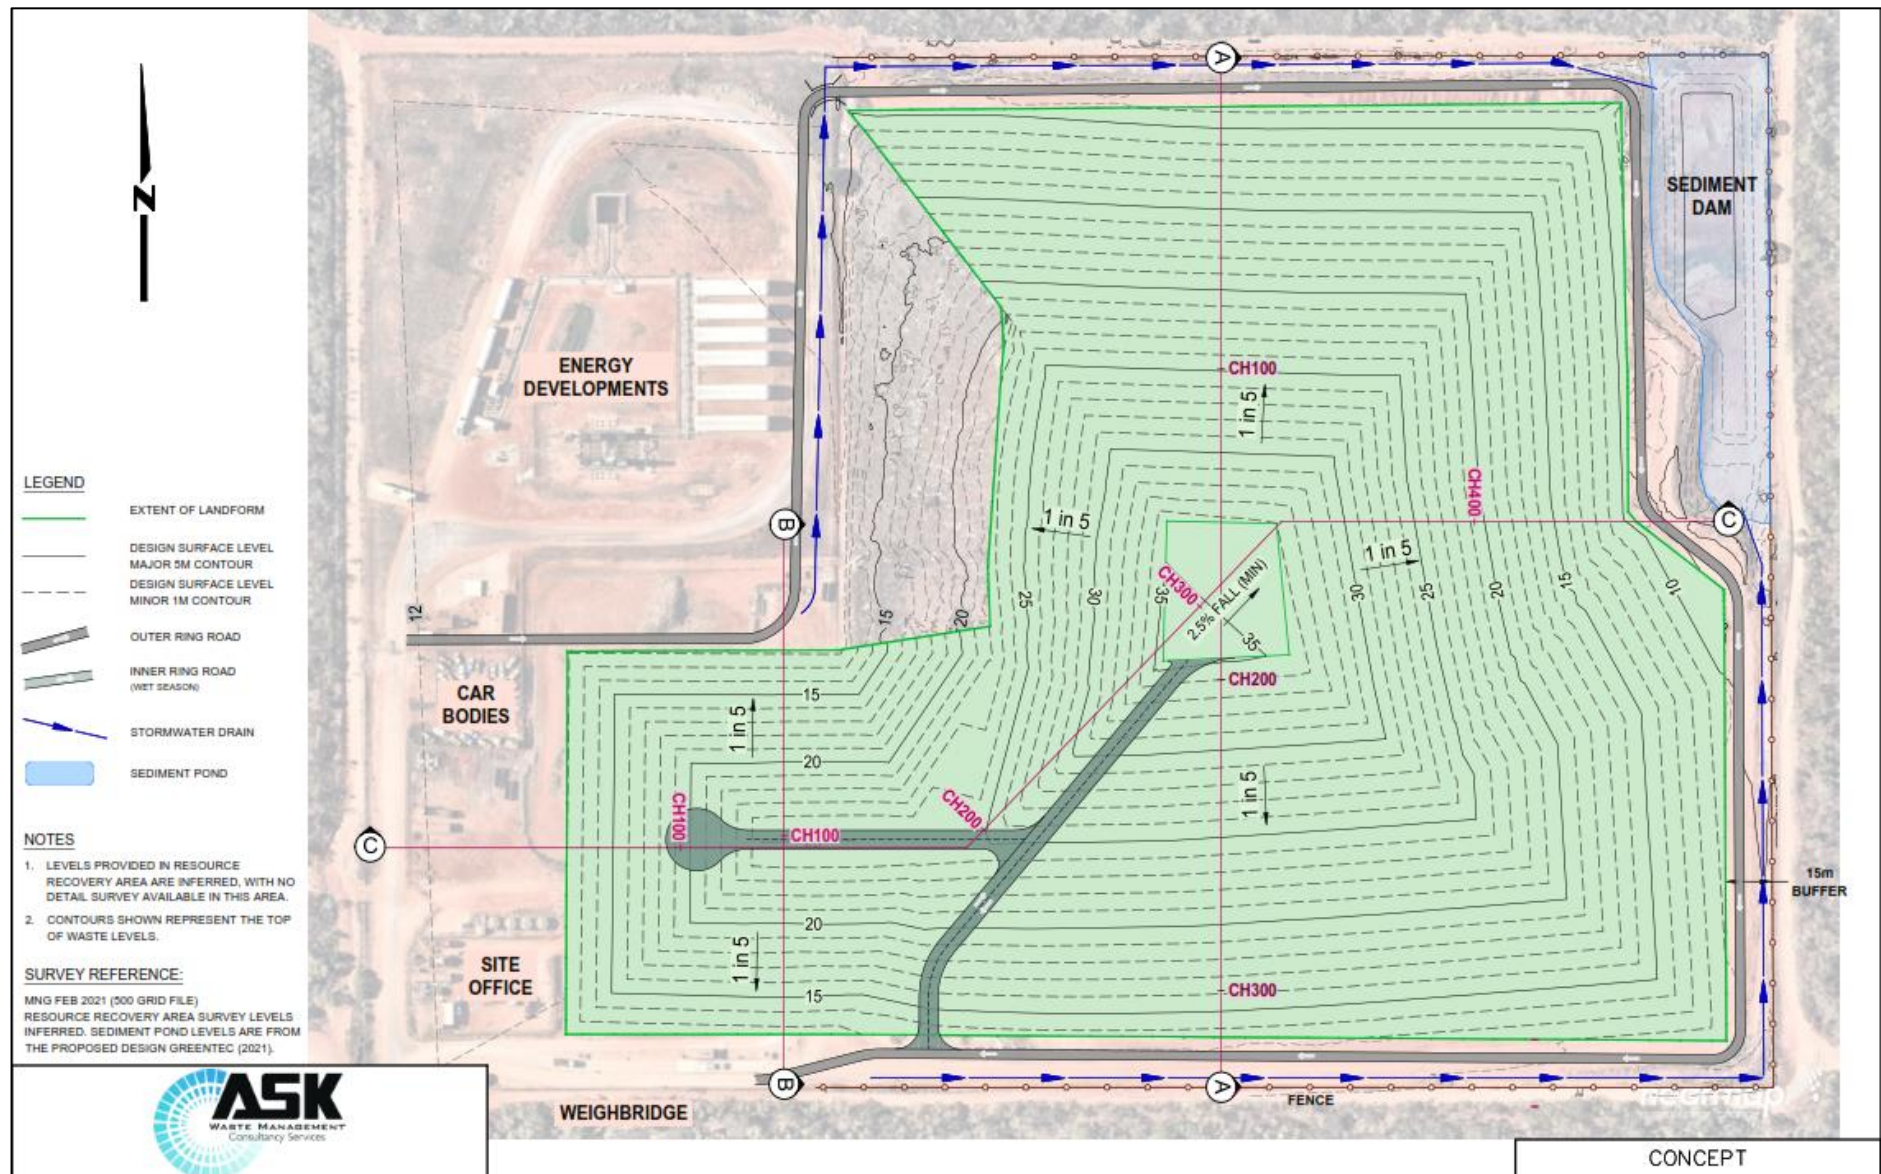 N
LEGEND
EXTENT OF LANDFORM
DESIGN SURFACE LEVEL
MAJOR 5M CONTOUR
DESIGN SURFACE LEVEL
MINOR 1M CONTOUR
OUTER RING ROAD
INNER RING ROAD
(WET SEASON)
STORMWATER DRAIN
SEDIMENT POND
NOTES
1. LEVELS PROVIDED IN RESOURCE
RECOVERY AREA ARE INFERRED, WITH NO
DETAIL SURVEY AVAILABLE IN THIS AREA.
2. CONTOURS SHOWN REPRESENT THE TOP
OF WASTE LEVELS.
SURVEY REFERENCE:
MNG FEB 2021 (500 GRID FILE)
RESOURCE RECOVERY AREA SURVEY LEVELS
INFERRED. SEDIMENT POND LEVELS ARE FROM
THE PROPOSED DESIGN GREENTEC (2021).
ASK
WASTE MANAGEMENT
Consultancy Services
A
SEDIMENT
DAM
ENERGY
DEVELOPMENTS
CH100
1 in 5
CH400
B
1 in 5
C
1 in 5
12
15
20
25
30
35
CH300
2.5% FALL (MIN)
35
30
25
20
15
10
CAR
BODIES
15
1 in 5
CH200
20
1 in 5
CH100
CH100
CH200
C
15m
BUFFER
20
1 in 5
SITE
OFFICE
15
CH300
B
A
WEIGHBRIDGE
FENCE
CONCEPT